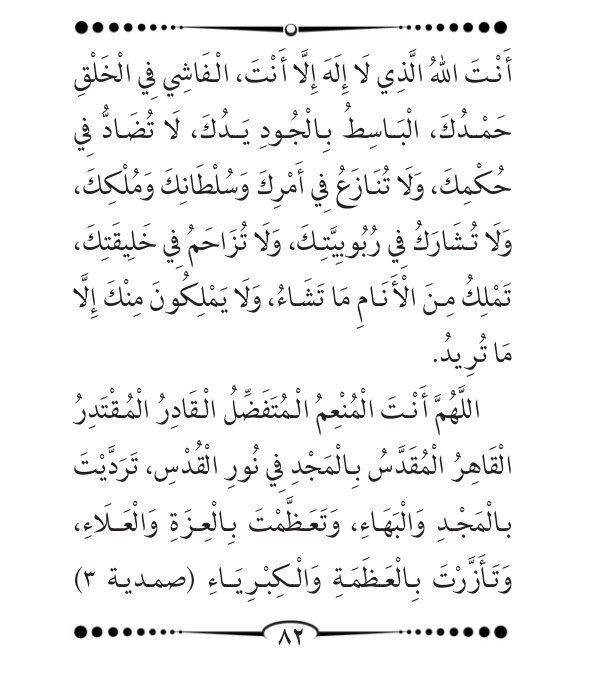 أَنْتَ اللهُ الَّذِي لَا إِلَهَ إِلَّا أَنْتَ، الْفَاشِي فِي الْخَلْقِ
حَمْدُكَ، الْبَاسِطُ بِالْجُودِ يَدُكَ، لَا تُضَادُّ فِي
حُكْمِكَ، وَلَا تُنَازَعُ فِي أَمْرِكَ وَسُلْطَانِكَ وَمُلْكِكَ،
وَلَا تُشَارَكُ فِي رُبُوبِيَّتِكَ، وَلَا تُزَاحَمُ فِي خَلِيقَتِكَ،
تَمْلِكُ مِنَ الْأَنَامِ مَا تَشَاءُ، وَلَا يَمْلِكُونَ مِنْكَ إِلَّا
مَا تُرِيدُ.
اللَّهُمَّ أَنْتَ الْمُنْعِمُ الْمُتَفَضِّلُ الْقَادِرُ الْمُقْتَدِرُ
الْقَاهِرُ الْمُقَدَّسُ بِالْمَجْدِ فِي نُورِ الْقُدْسِ، تَرَدَّيْتَ
بِالْمَجْدِ وَالْبَهَاءِ، وَتَعَظَّمْتَ بِالْعِزَةِ وَالْعَلَاءِ،
وَتَأَزَّرْتَ بِالْعَظَمَةِ وَالْكِبْرِيَاءِ (صمدية ٣)
٨٢